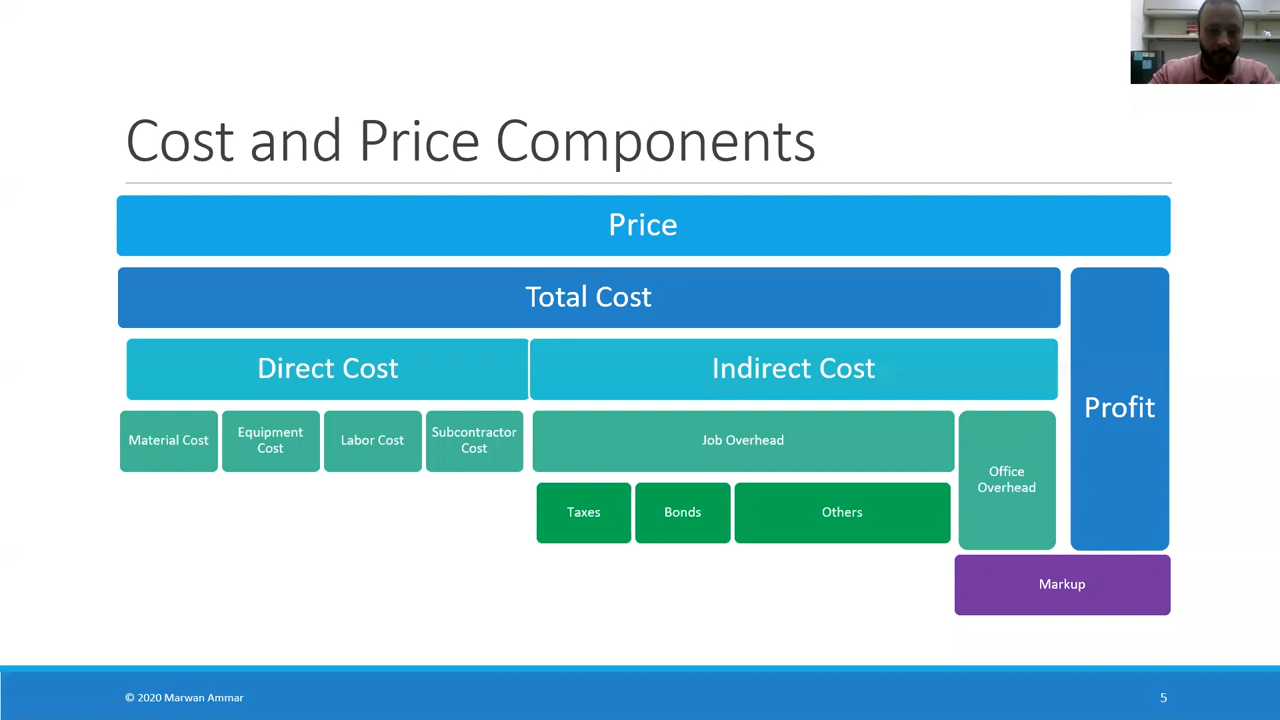 Cost and Price Components
Price
Total Cost
Profit
Direct Cost
Indirect Cost
Material Cost
Equipment
Cost
Labor Cost
Subcontractor
Cost
Job Overhead
Office
Overhead
Taxes
Bonds
Others
Markup
© 2020 Marwan Ammar
5